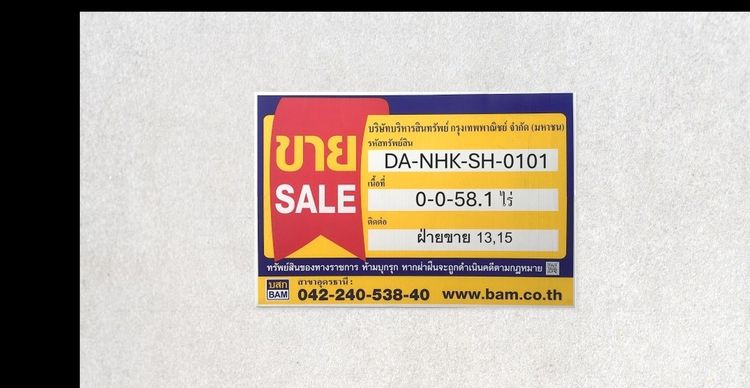 ขาย
SALE
บริษัทบริหารสินทรัพย์ กรุงเทพพาณิชย์ จำกัด (มหาชน)
รหัสทรัพย์สิน
DA-NHK-SH-0101
เนื้อที่
0-0-58.1 ไร่
ติดต่อ
ฝ่ายขาย 13,15
ทรัพย์สินของทางราชการ ห้ามบุกรุก หากฝ่าฝืนจะถูกดำเนินคดีตามกฎหมาย
บสก
BAM
สาขาอุดรธานี :
042-240-538-40 www.bam.co.th